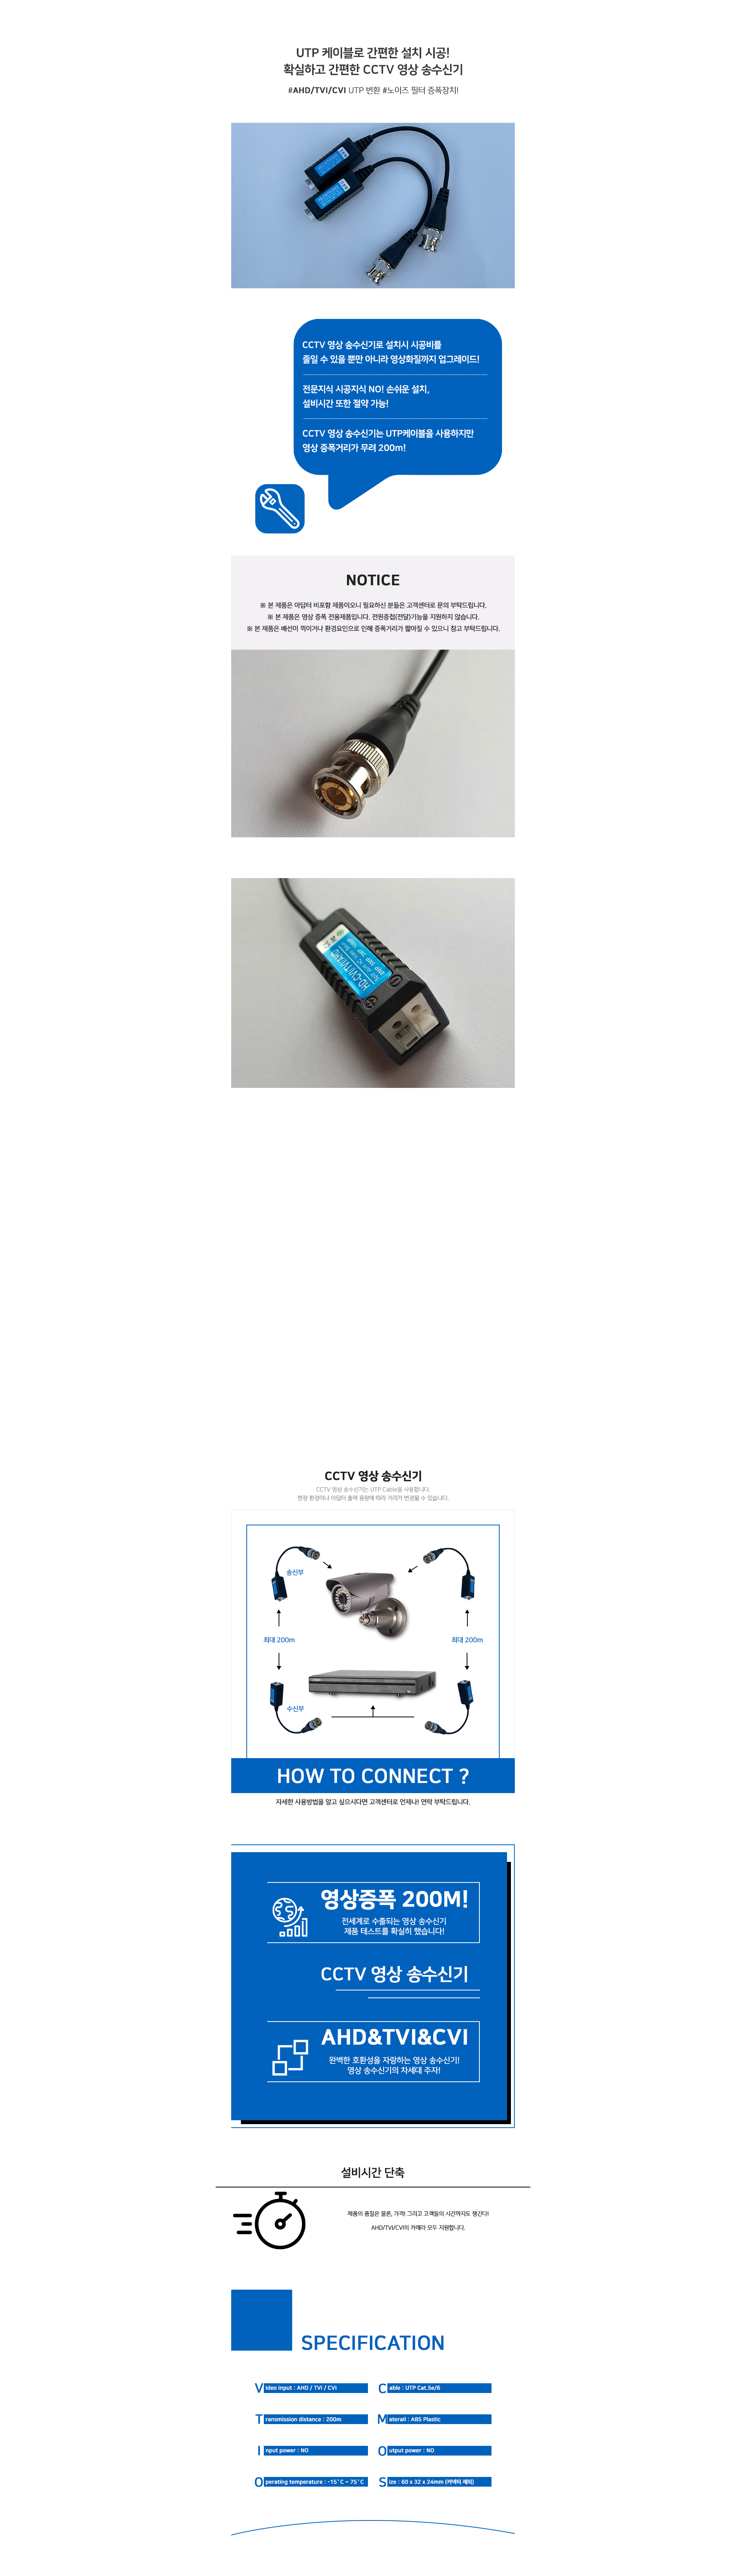 UTP 케이블로 간편한 설치 시공!
확실하고 간편한 CCTV 영상 송수신기
#AHD/TVI/CVI UTP 변환 #노이즈 필터 증폭장치!
CCTV 영상 송수신기로 설치시 시공비를
줄일 수 있을 뿐만 아니라 영상화질까지 업그레이드!
전문지식 시공지식 NO! 손쉬운 설치,
설비시간 또한 절약 가능!
CCTV 영상 송수신기는 UTP케이블을 사용하지만
영상 증폭거리가 무려 200m!
NOTICE
※ 본 제품은 아답터 비포함 제품이오니 필요하신 분들은 고객센터로 문의 부탁드립니다.
※ 본 제품은 영상 증폭 전용제품입니다. 전원중첩(전달)기능을 지원하지 않습니다.
※ 본 제품은 배선이 꺽이거나 환경요인으로 인해 증폭거리가 짧아질 수 있으니 참고 부탁드립니다.
HD-CVI/TVI/AHD
CCTV 영상 송수신기
CCTV 영상 송수신기는 UTP Cable을 사용합니다.
현장 환경이나 아답터 출력 용량에 따라 거리가 변경될 수 있습니다.
송신부
최대 200m
최대 200m
수신부
HOW TO CONNECT ?
자세한 사용방법을 알고 싶으시다면 고객센터로 언제나! 연락 부탁드립니다.
영상증폭 200M!
전세계로 수출되는 영상 송수신기
제품 테스트를 확실히 했습니다!
CCTV 영상 송수신기
AHD&TVI&CVI
완벽한 호환성을 자랑하는 영상 송수신기!
영상 송수신기의 차세대 주자!
설비시간 단축
제품의 품질은 물론, 가격! 그리고 고객들의 시간까지도 챙긴다!
AHD/TVI/CVI의 카메라 모두 지원합니다.
SPECIFICATION
Video input : AHD / TVI / CVI
Cable : UTP Cat.5e/6
Transmission distance : 200m
Materail : ABS Plastic
Input power : NO
Output power : NO
Operating temperature : -15˚C ~ 75˚C
Size : 60 x 32 x 24mm (커넥터 제외)